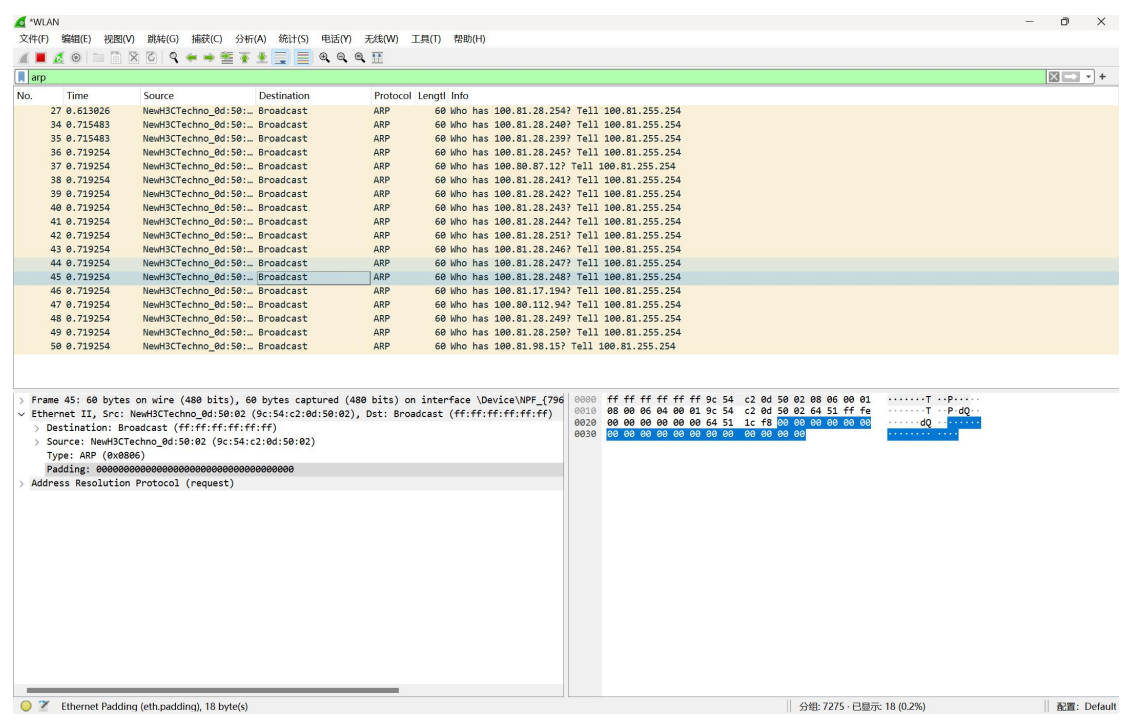 *WLAN
文件(F) 编辑(E) 视图(V) 跳转(G) 捕获(C) 分析(A) 统计(S) 电话(Y) 无线(W) 工具(T) 帮助(H)
arp
No. Time Source Destination Protocol Lengtl Info
27 0.613026 NewH3CTechno_0d:50:… Broadcast ARP 60 Who has 100.81.28.254? Tell 100.81.255.254
34 0.715483 NewH3CTechno_0d:50:… Broadcast ARP 60 Who has 100.81.28.240? Tell 100.81.255.254
35 0.715483 NewH3CTechno_0d:50:… Broadcast ARP 60 Who has 100.81.28.239? Tell 100.81.255.254
36 0.719254 NewH3CTechno_0d:50:… Broadcast ARP 60 Who has 100.81.28.245? Tell 100.81.255.254
37 0.719254 NewH3CTechno_0d:50:… Broadcast ARP 60 Who has 100.80.87.12? Tell 100.81.255.254
38 0.719254 NewH3CTechno_0d:50:… Broadcast ARP 60 Who has 100.81.28.241? Tell 100.81.255.254
39 0.719254 NewH3CTechno_0d:50:… Broadcast ARP 60 Who has 100.81.28.242? Tell 100.81.255.254
40 0.719254 NewH3CTechno_0d:50:… Broadcast ARP 60 Who has 100.81.28.243? Tell 100.81.255.254
41 0.719254 NewH3CTechno_0d:50:… Broadcast ARP 60 Who has 100.81.28.244? Tell 100.81.255.254
42 0.719254 NewH3CTechno_0d:50:… Broadcast ARP 60 Who has 100.81.28.251? Tell 100.81.255.254
43 0.719254 NewH3CTechno_0d:50:… Broadcast ARP 60 Who has 100.81.28.246? Tell 100.81.255.254
44 0.719254 NewH3CTechno_0d:50:… Broadcast ARP 60 Who has 100.81.28.247? Tell 100.81.255.254
45 0.719254 NewH3CTechno_0d:50:… Broadcast ARP 60 Who has 100.81.28.248? Tell 100.81.255.254
46 0.719254 NewH3CTechno_0d:50:… Broadcast ARP 60 Who has 100.81.17.194? Tell 100.81.255.254
47 0.719254 NewH3CTechno_0d:50:… Broadcast ARP 60 Who has 100.80.112.94? Tell 100.81.255.254
48 0.719254 NewH3CTechno_0d:50:… Broadcast ARP 60 Who has 100.81.28.249? Tell 100.81.255.254
49 0.719254 NewH3CTechno_0d:50:… Broadcast ARP 60 Who has 100.81.28.250? Tell 100.81.255.254
50 0.719254 NewH3CTechno_0d:50:… Broadcast ARP 60 Who has 100.81.98.15? Tell 100.81.255.254
Frame 45: 60 bytes on wire (480 bits), 60 bytes captured (480 bits) on interface \Device\NPF_{796
Ethernet II, Src: NewH3CTechno_0d:50:02 (9c:54:c2:0d:50:02), Dst: Broadcast (ff:ff:ff:ff:ff:ff)
Destination: Broadcast (ff:ff:ff:ff:ff:ff)
Source: NewH3CTechno_0d:50:02 (9c:54:c2:0d:50:02)
Type: ARP (0x0806)
Padding: 000000000000000000000000000000000000
Address Resolution Protocol (request)
0000 ff ff ff ff ff ff 9c 54 c2 0d 50 02 08 06 00 01 ·······T ··P·····
0010 08 00 06 04 00 01 9c 54 c2 0d 50 02 64 51 ff fe ·······T ··P·dQ··
0020 00 00 00 00 00 00 64 51 1c f8 00 00 00 00 00 00 ······dQ ········
0030 00 00 00 00 00 00 00 00 00 00 00 00 ········ ····
Ethernet Padding (eth.padding), 18 byte(s)
分组: 7275 · 已显示: 18 (0.2%)
配置: Default